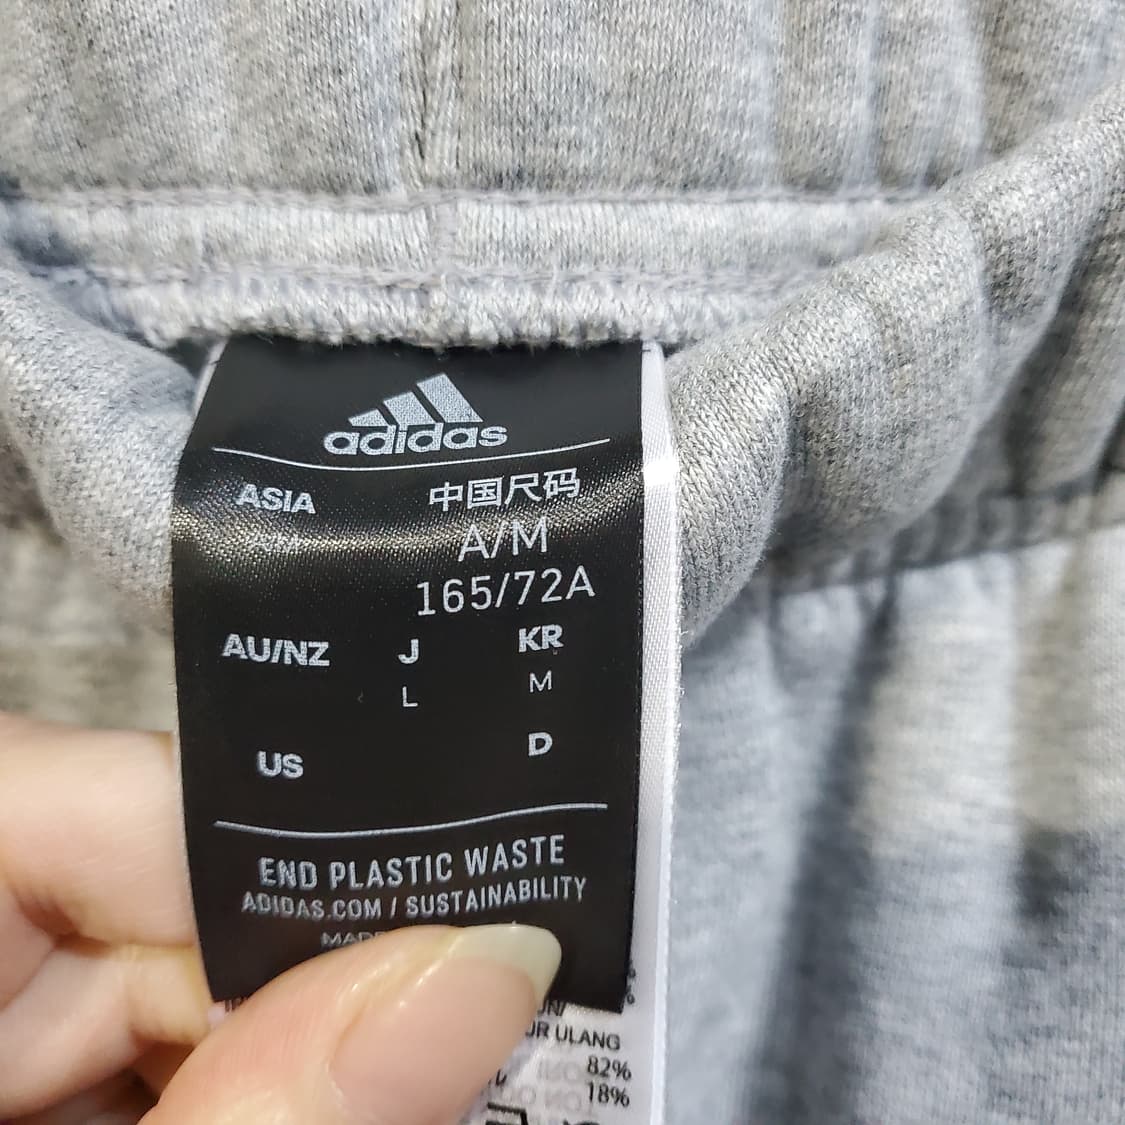 adidas
ASIA 中国尺码
A/M A/M
165/72A
AU/NZ J KR
L M
US D
END PLASTIC WASTE
ADIDAS.COM / SUSTAINABILITY
UR ULANG
82%
18%